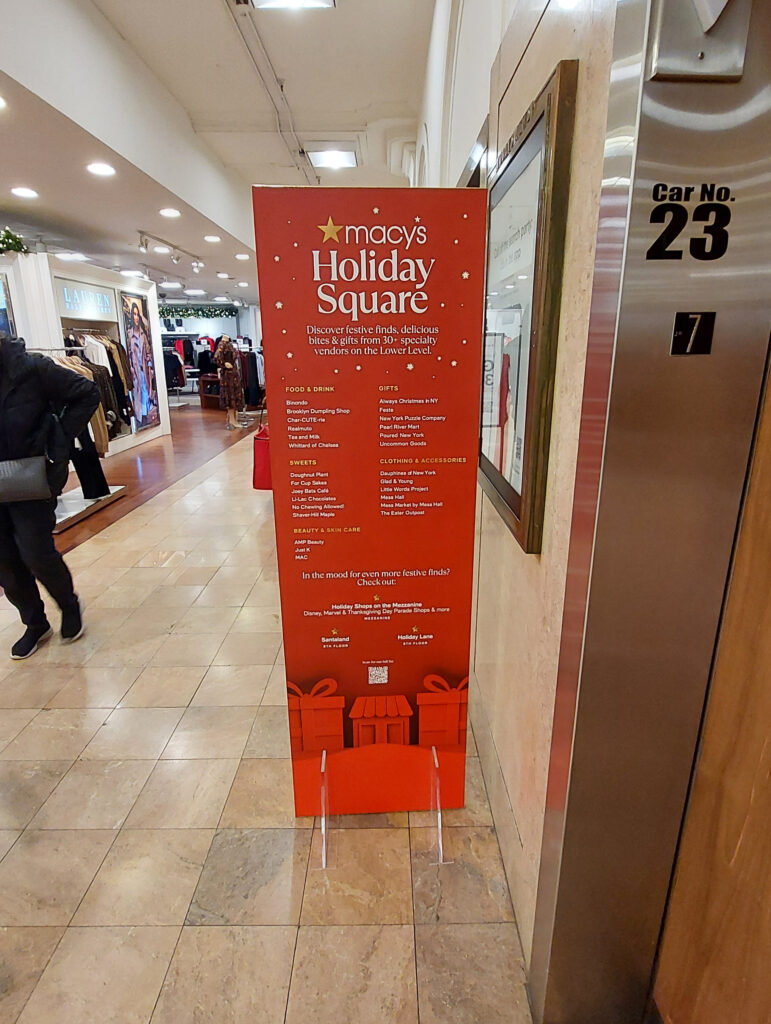 macy's
Holiday
Square
Discover festive finds, delicious
bites & gifts from 30+ specialty
vendors on the Lower Level.
FOOD & DRINK
Binondo
Brooklyn Dumpling Shop
Char-CUTE-rie
Realmuto
Tea and Milk
Whittard of Chelsea
GIFTS
Always Christmas in NY
Feste
New York Puzzle Company
Pearl River Mart
Poured New York
Uncommon Goods
SWEETS
Doughnut Plant
For Cup Sakes
Joey Bats Café
Li-Lac Chocolates
No Chewing Allowed!
Shaver-Hill Maple
CLOTHING & ACCESSORIES
Dauphines of New York
Glad & Young
Little Words Project
Mess Hall
Mess Market by Mess Hall
The Eater Outpost
BEAUTY & SKIN CARE
AMP Beauty
Just K
MAC
In the mood for even more festive finds?
Check out:
Holiday Shops on the Mezzanine
Disney, Marvel & Thanksgiving Day Parade Shops & more
MEZZANINE
Santaland
8TH FLOOR
Holiday Lane
8TH FLOOR
Scan for our full list
Car No.
23
7
LAUREN